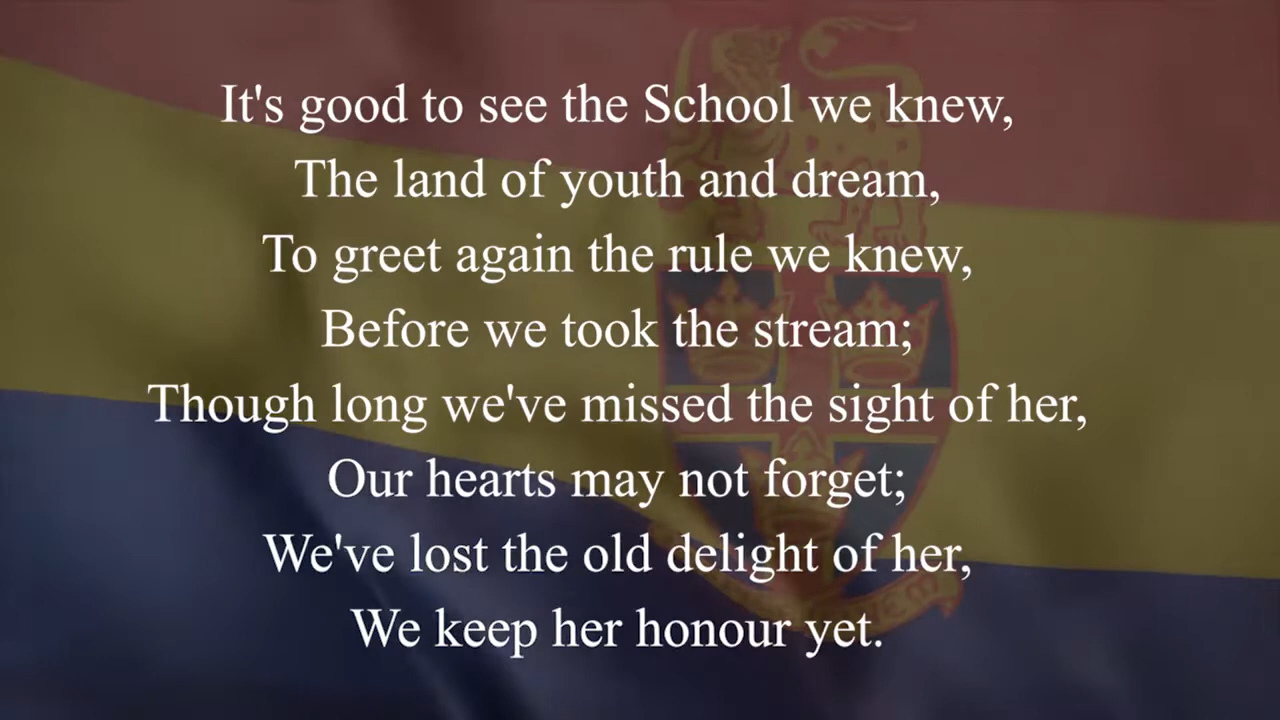 It's good to see the School we knew,
The land of youth and dream,
To greet again the rule we knew,
Before we took the stream;
Though long we've missed the sight of her,
Our hearts may not forget;
We've lost the old delight of her,
We keep her honour yet.